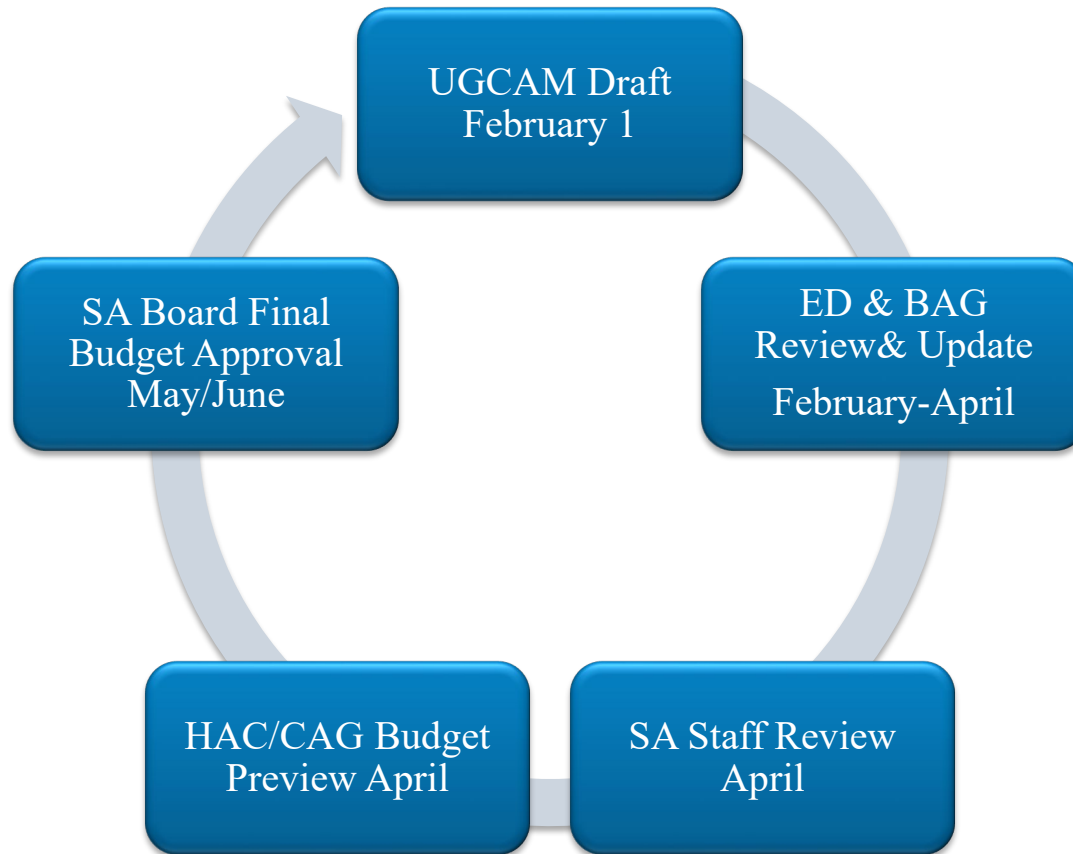 UGCAM Draft
February 1
ED & BAG
Review& Update
February-April
SA Staff Review
April
HAC/CAG Budget
Preview April
SA Board Final
Budget Approval
May/June